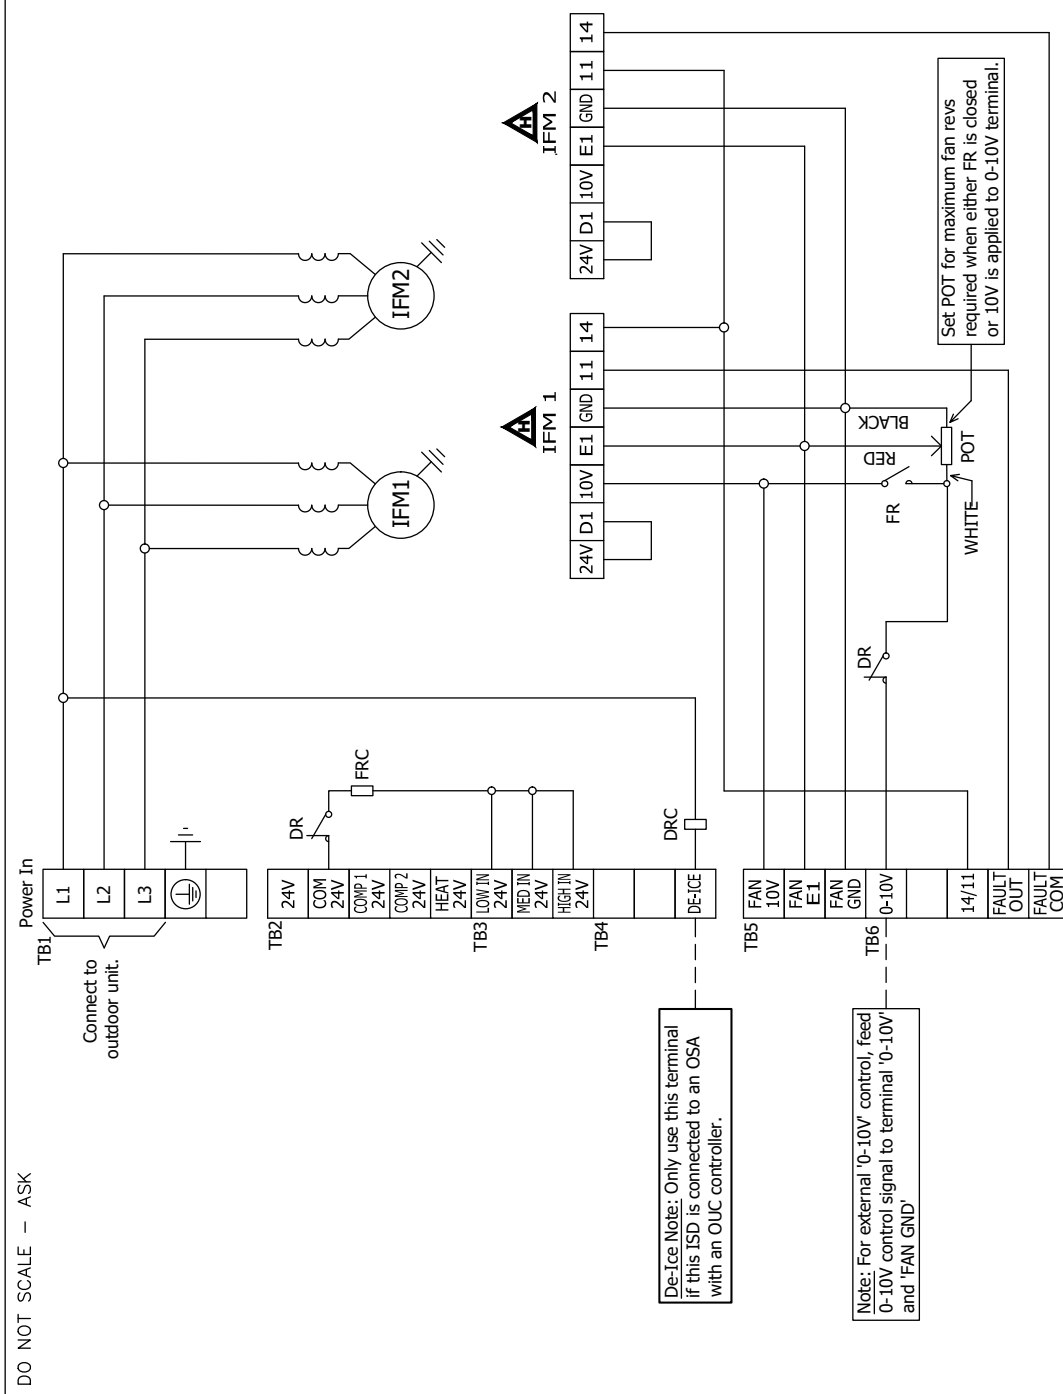 DO NOT SCALE – ASK
Power In
TB1
L1
L2
L3
Connect to
outdoor unit.
TB2
24V
COM
24V
COMP 1
24V
COMP 2
24V
HEAT
24V
TB3
LOW IN
24V
MED IN
24V
HIGH IN
24V
TB4
DE-ICE
DR
FRC
DRC
De-Ice Note: Only use this terminal
if this ISD is connected to an OSA
with an OUC controller.
TB5
FAN
10V
FAN
E1
FAN
GND
TB6
0-10V
14/11
FAULT
OUT
FAULT
COM
Note: For external '0-10V' control, feed
0-10V control signal to terminal '0-10V'
and 'FAN GND'
IFM1
IFM2
H
IFM 1
24V
D1
10V
E1
GND
11
14
H
IFM 2
24V
D1
10V
E1
GND
11
14
DR
FR
RED
BLACK
WHITE
POT
Set POT for maximum fan revs
required when either FR is closed
or 10V is applied to 0-10V terminal.